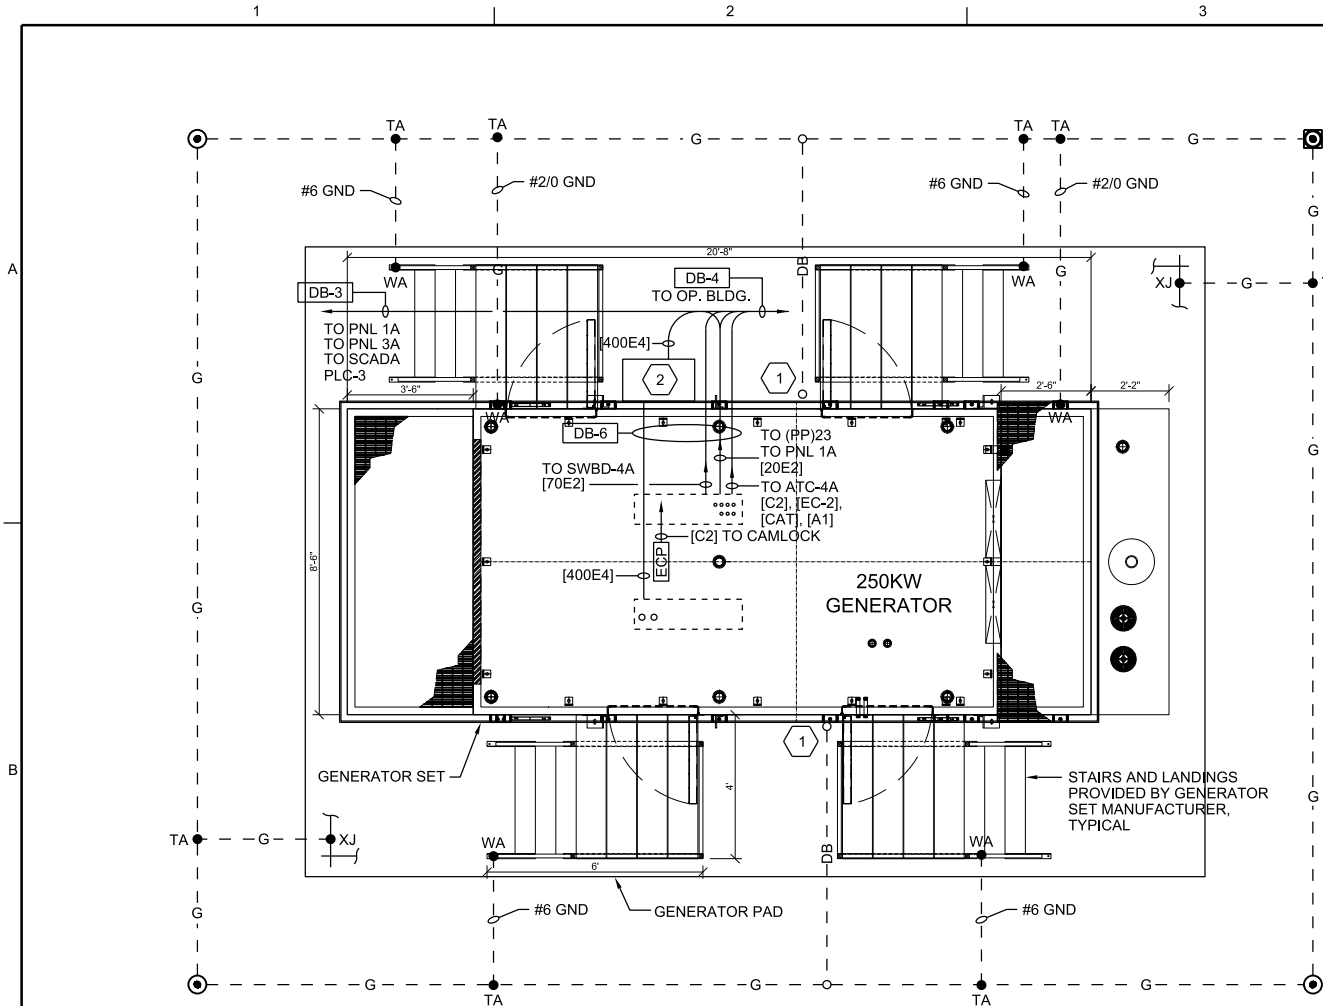 1
2
3
TA
TA
G
TA
TA
G
#6 GND
#2/0 GND
#6 GND
#2/0 GND
G
A
20'-8"
G
DB
G
WA
WA
XJ
G
DB-3
DB-4
TO OP. BLDG.
TO PNL 1A
TO PNL 3A
TO SCADA
PLC-3
[400E4]
G
3'-6"
2
1
2'-6"
2'-2"
WA
WA
DB-6
TO (PP)23
TO PNL 1A
[20E2]
G
TO SWBD-4A
[70E2]
TO ATC-4A
[C2], [EC-2],
[CAT], [A1]
[C2] TO CAMLOCK
8'-6"
ECP
[400E4]
250KW
GENERATOR
G
G
1
B
GENERATOR SET
4'
STAIRS AND LANDINGS
PROVIDED BY GENERATOR
SET MANUFACTURER,
TYPICAL
G
TA
G
XJ
WA
DB
WA
6'
G
#6 GND
GENERATOR PAD
#6 GND
G
G
G
TA
TA